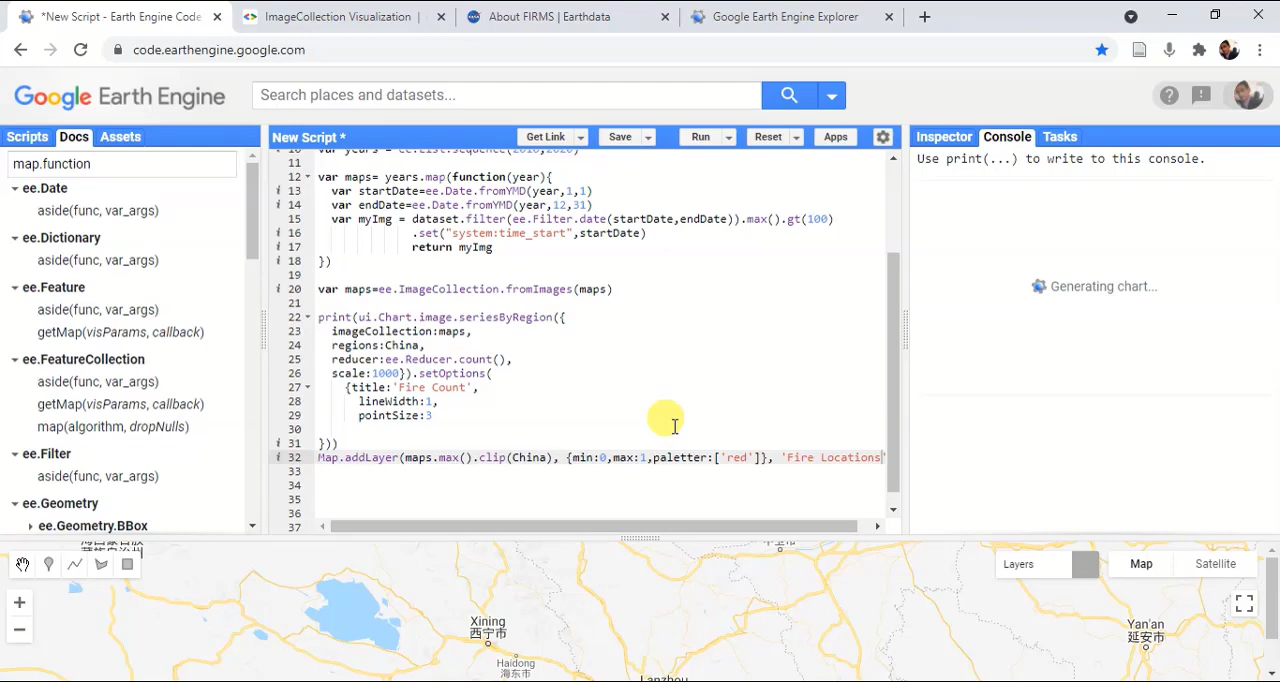 *New Script - Earth Engine Code
ImageCollection Visualization
About FIRMS | Earthdata
Google Earth Engine Explorer
code.earthengine.google.com
Google Earth Engine
Search places and datasets...
Scripts Docs Assets
New Script *
Get Link Save Run Reset Apps
Inspector Console Tasks
map.function
ee.Date
aside(func, var_args)
ee.Dictionary
aside(func, var_args)
ee.Feature
aside(func, var_args)
getMap(visParams, callback)
ee.FeatureCollection
aside(func, var_args)
getMap(visParams, callback)
map(algorithm, dropNulls)
ee.Filter
aside(func, var_args)
ee.Geometry
ee.Geometry.BBox
11
12 var maps= years.map(function(year){
i 13 var startDate=ee.Date.fromYMD(year,1,1)
i 14 var endDate=ee.Date.fromYMD(year,12,31)
i 15 var myImg = dataset.filter(ee.Filter.date(startDate,endDate)).max().gt(100)
i 16 .set("system:time_start",startDate)
i 17 return myImg
i 18 })
19
i 20 var maps=ee.ImageCollection.fromImages(maps)
21
22 print(ui.Chart.image.seriesByRegion({
23 imageCollection:maps,
24 regions:China,
25 reducer:ee.Reducer.count(),
26 scale:1000}).setOptions(
27 {title:'Fire Count',
28 lineWidth:1,
29 pointSize:3
30
i 31 }))
i 32 Map.addLayer(maps.max().clip(China), {min:0,max:1,paletter:['red']}, 'Fire Locations'
33
34
35
36
37
Use print(...) to write to this console.
Generating chart...
Layers
Map Satellite
Xining
西宁市
Haidong
海东市
Lanzhou
Yan'an
延安市